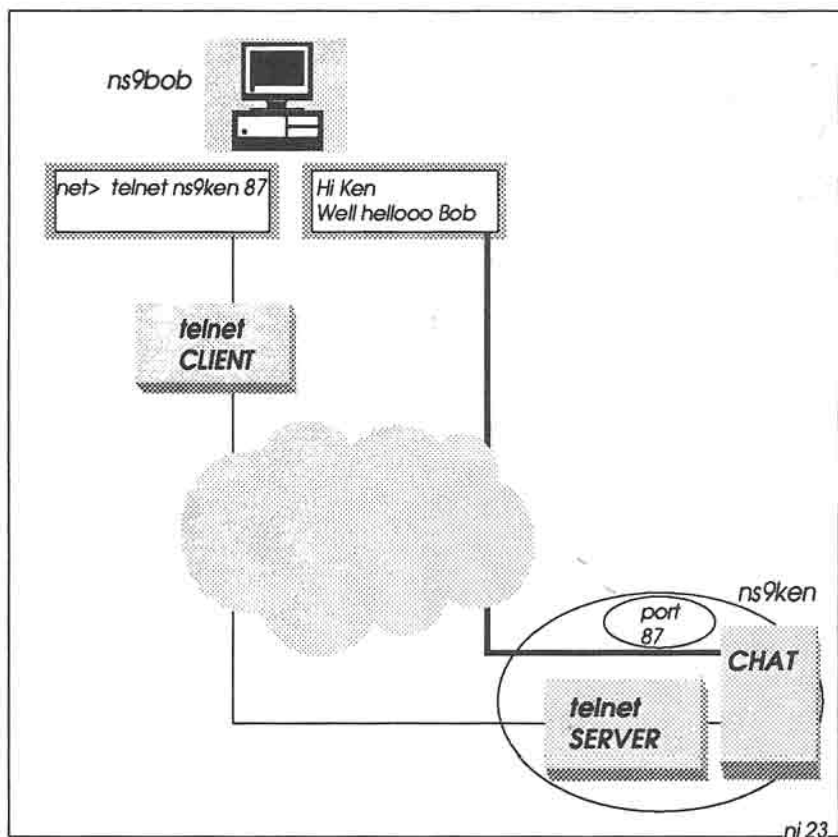 ns9bob
net> telnet ns9ken 87
Hi Ken
Well hellooo Bob
telnet
CLIENT
ns9ken
port
87
CHAT
telnet
SERVER
ni 23